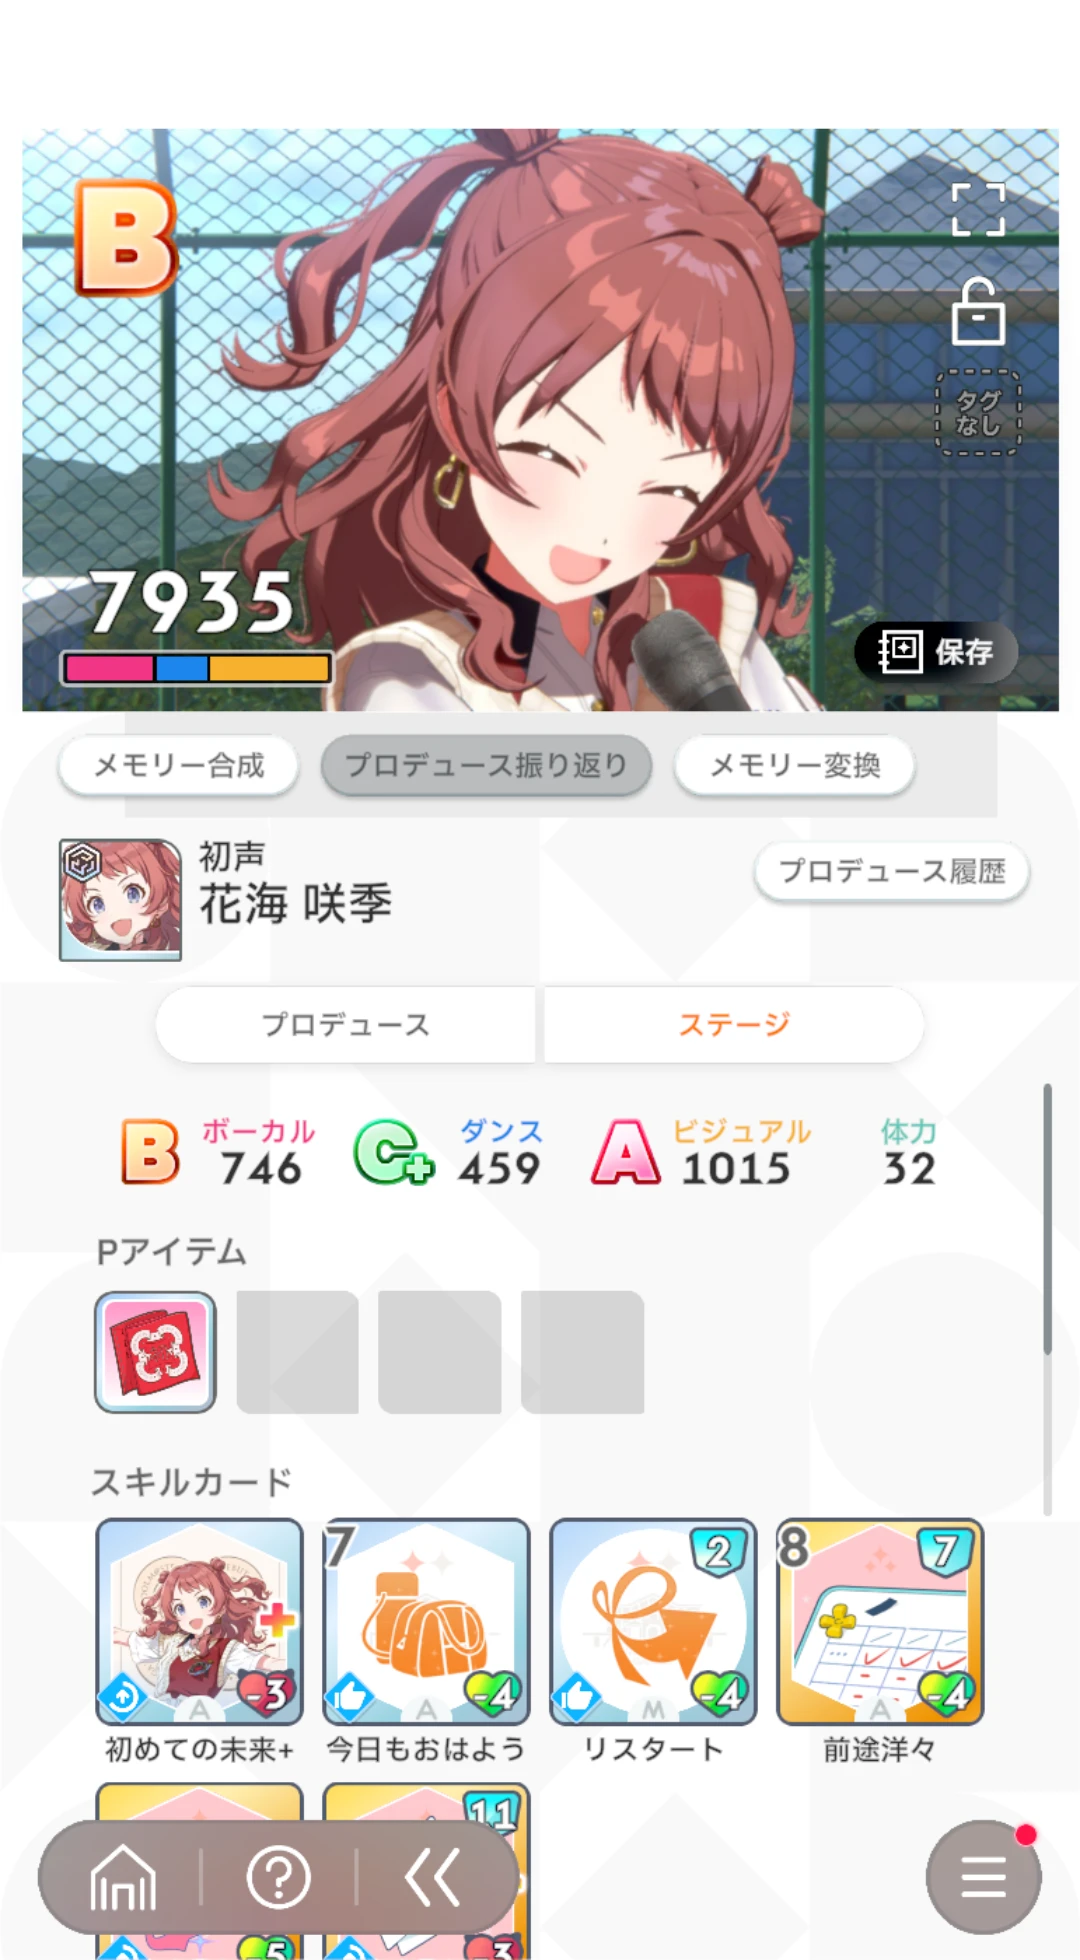 B
タグ
なし
7935
保存
メモリー合成 プロデュース振り返り メモリー変換
初声
花海 咲季
プロデュース履歴
プロデュース ステージ
B ボーカル 746 C+ ダンス 459 A ビジュアル 1015 体力 32
Pアイテム
スキルカード
+ -3 A
7 -4 A
2 -4 M
8 7 -4 A
初めての未来+ 今日もおはよう リスタート 前途洋々
11
?
-5 -3